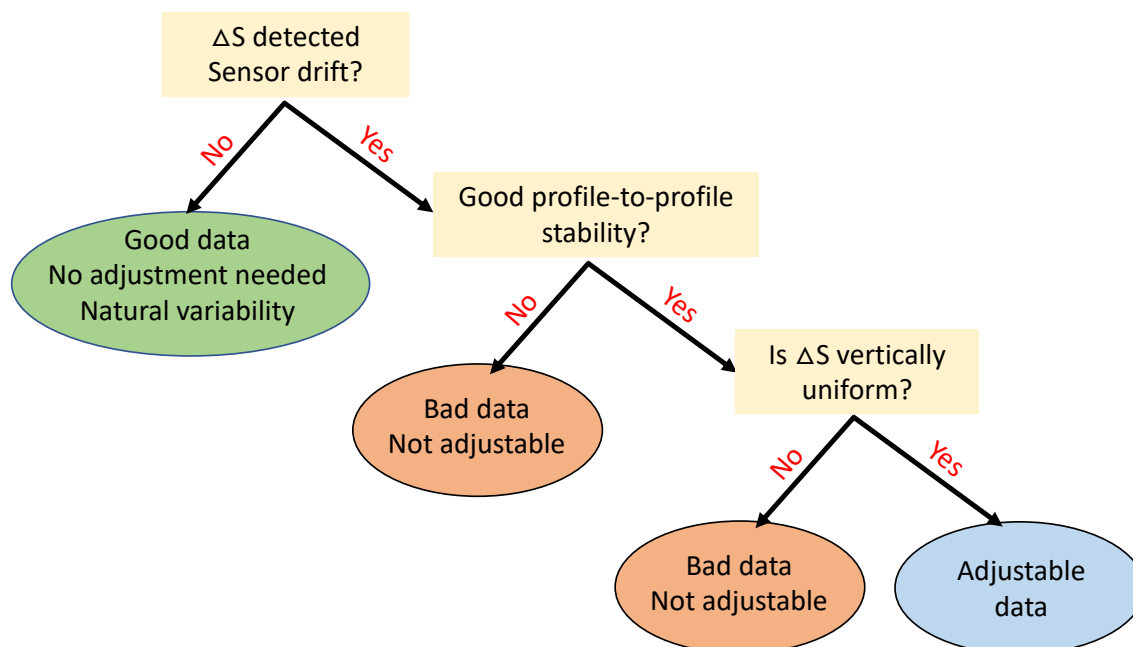 △S detected
Sensor drift?
No
Yes
Good data
No adjustment needed
Natural variability
Good profile-to-profile
stability?
No
Yes
Bad data
Not adjustable
Is △S vertically
uniform?
No
Yes
Bad data
Not adjustable
Adjustable
data